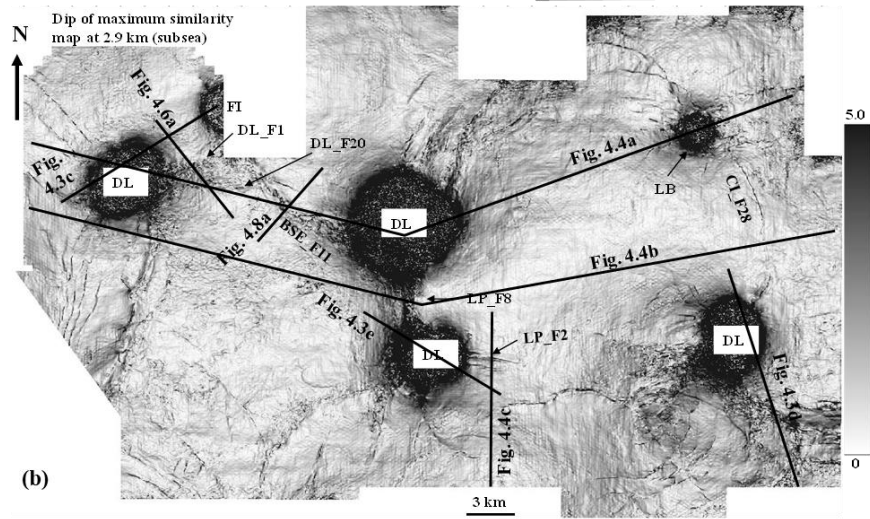 Dip of maximum similarity
map at 2.9 km (subsea)
N
Fig. 4.6a
FI
DL_F1
DL_F20
5.0
Fig.
4.3c
DL
Fig. 4.4a
LB
CI_F28
DL
Fig. 4.8a
BSE_F11
Fig. 4.4b
LP_F8
Fig. 4.3e
LP_F2
DL
DL
Fig. 4.3d
Fig. 4.4c
0
(b)
3 km